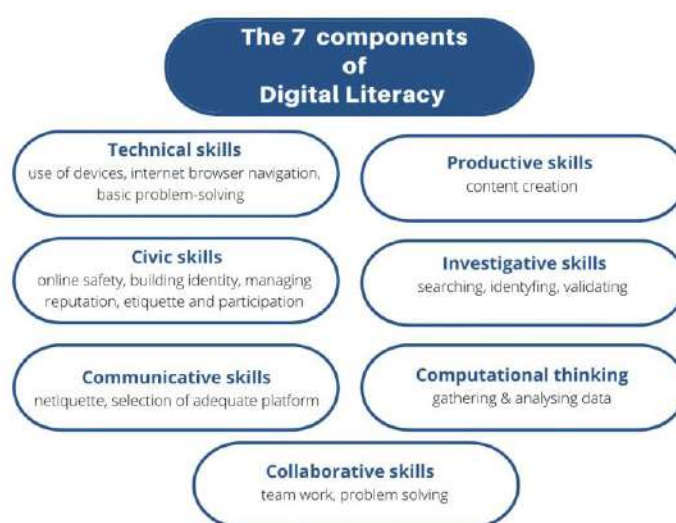 The 7 components
of
Digital Literacy
Technical skills
use of devices, internet browser navigation,
basic problem-solving
Productive skills
content creation
Civic skills
online safety, building identity, managing
reputation, etiquette and participation
Investigative skills
searching, identyfing, validating
Communicative skills
netiquette, selection of adequate platform
Computational thinking
gathering & analysing data
Collaborative skills
team work, problem solving